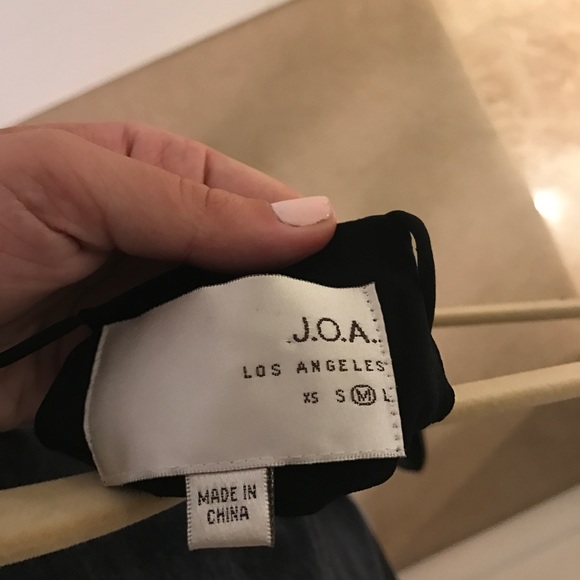 J.O.A.
LOS ANGELES
XS S M L
MADE IN
CHINA